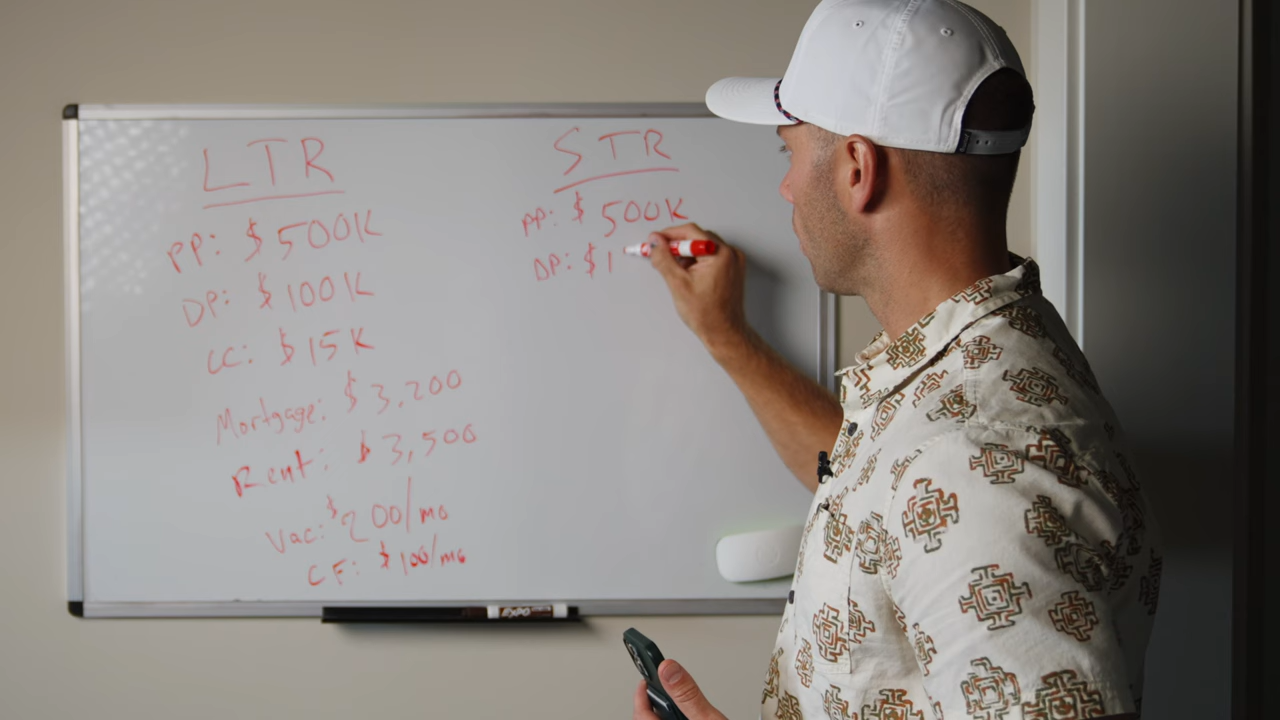 LTR
PP: $500K
DP: $100K
CC: $15K
Mortgage: $3,200
Rent: $3,500
Vac: $200/mo
CF: $100/mo
STR
PP: $500K
DP: $1
EXPO